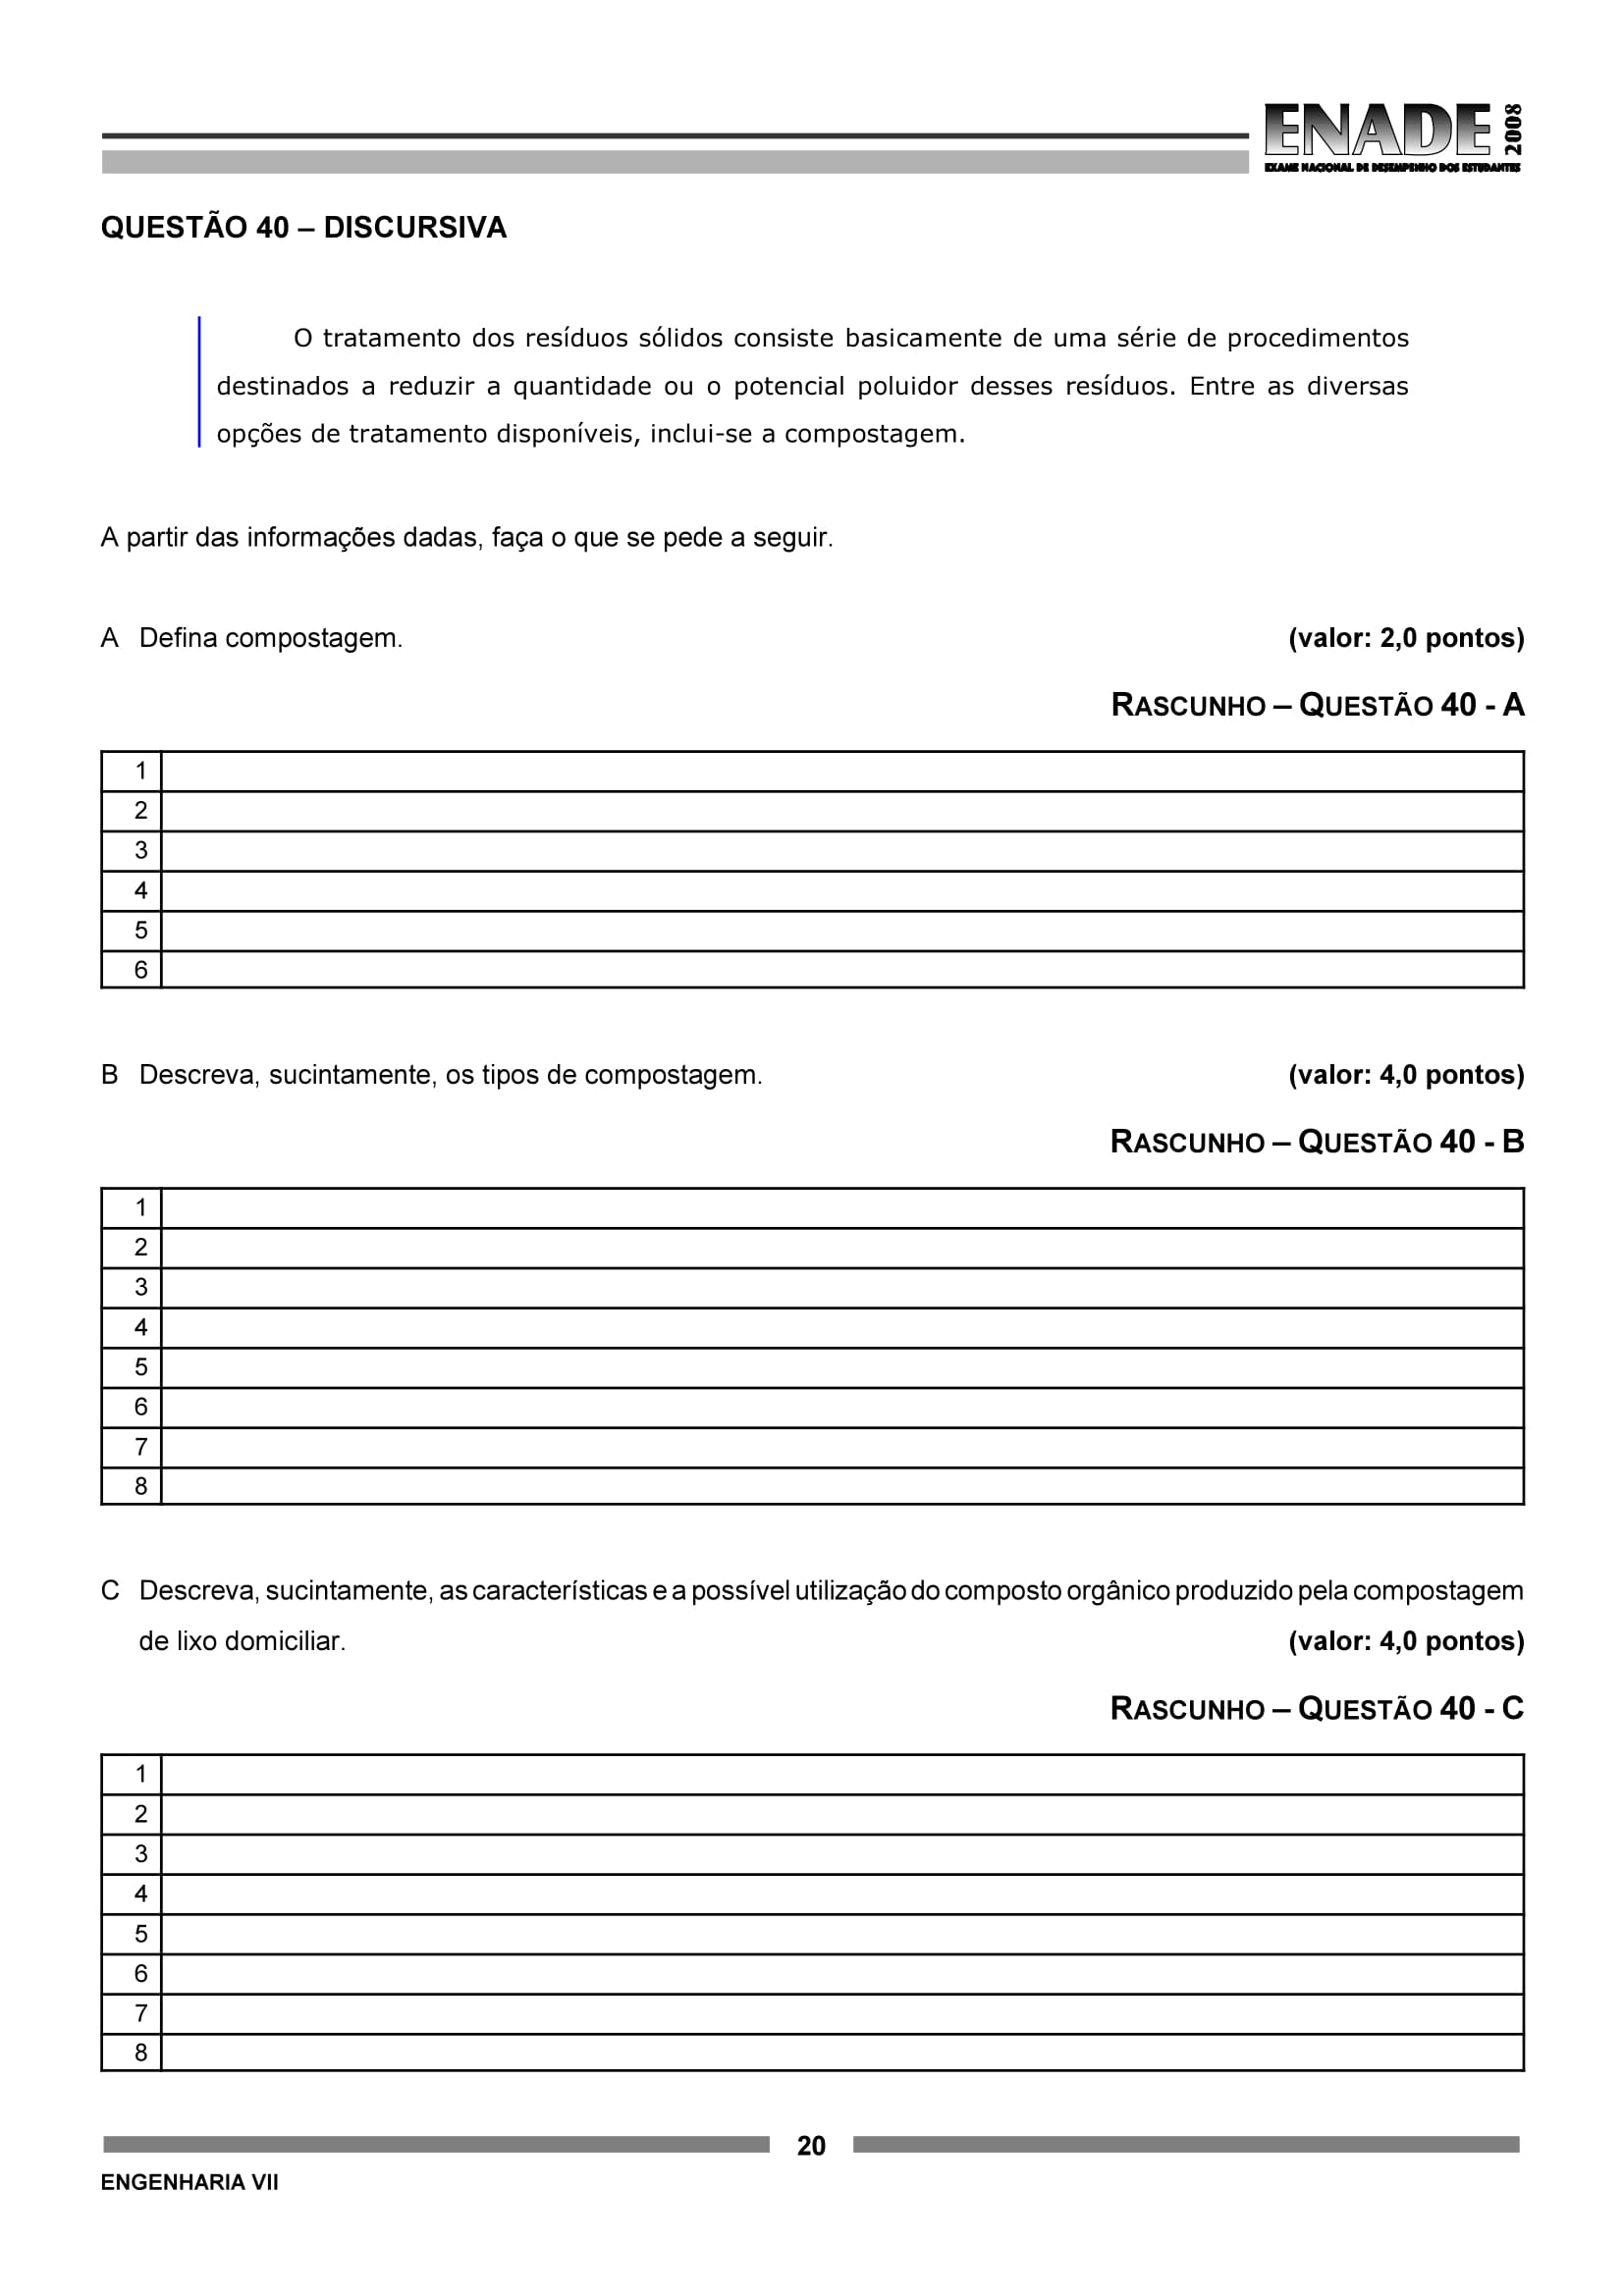 ENADE 2008
EXAME NACIONAL DE DESEMPENHO DOS ESTUDANTES
QUESTÃO 40 – DISCURSIVA
O tratamento dos resíduos sólidos consiste basicamente de uma série de procedimentos
destinados a reduzir a quantidade ou o potencial poluidor desses resíduos. Entre as diversas
opções de tratamento disponíveis, inclui-se a compostagem.
A partir das informações dadas, faça o que se pede a seguir.
A Defina compostagem. (valor: 2,0 pontos)
RASCUNHO – QUESTÃO 40 - A
1
2
3
4
5
6
B Descreva, sucintamente, os tipos de compostagem. (valor: 4,0 pontos)
RASCUNHO – QUESTÃO 40 - B
1
2
3
4
5
6
7
8
C Descreva, sucintamente, as características e a possível utilização do composto orgânico produzido pela compostagem
de lixo domiciliar. (valor: 4,0 pontos)
RASCUNHO – QUESTÃO 40 - C
1
2
3
4
5
6
7
8
20
ENGENHARIA VII